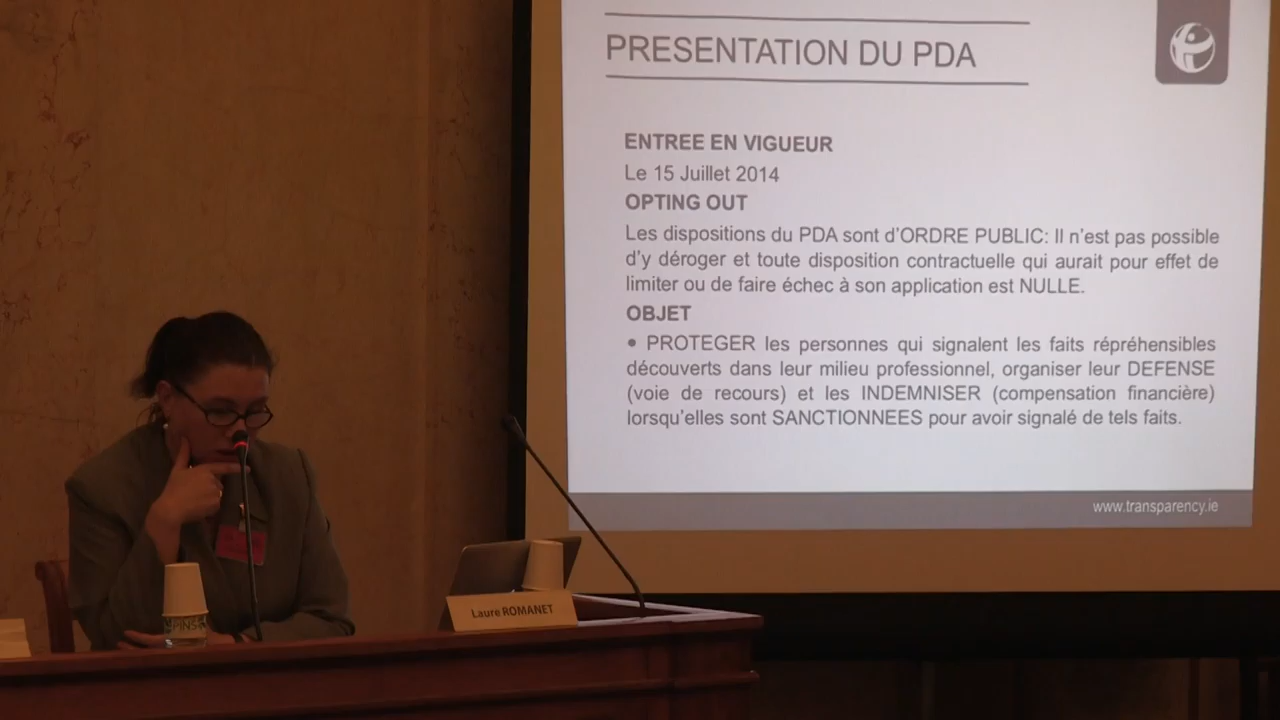 PRESENTATION DU PDA
ENTREE EN VIGUEUR
Le 15 Juillet 2014
OPTING OUT
Les dispositions du PDA sont d'ORDRE PUBLIC: Il n'est pas possible
d'y déroger et toute disposition contractuelle qui aurait pour effet de
limiter ou de faire échec à son application est NULLE.
OBJET
• PROTEGER les personnes qui signalent les faits répréhensibles
découverts dans leur milieu professionnel, organiser leur DEFENSE
(voie de recours) et les INDEMNISER (compensation financière)
lorsqu'elles sont SANCTIONNEES pour avoir signalé de tels faits.
www.transparency.ie
Laure ROMANET